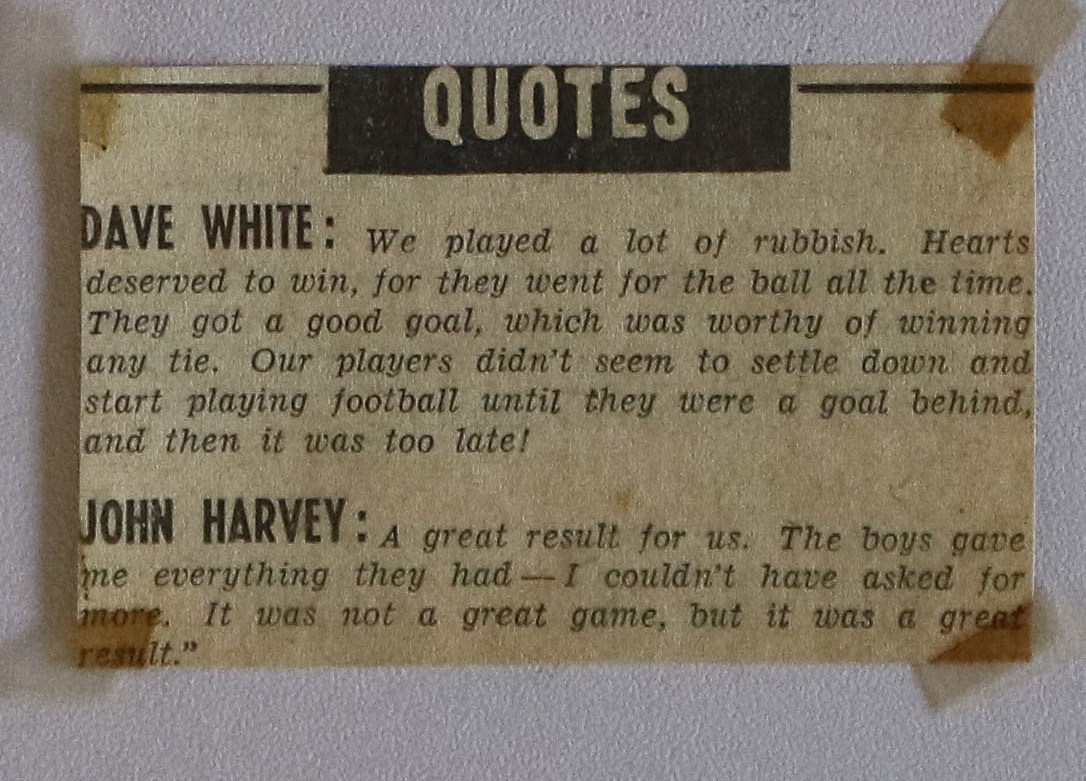 QUOTES
DAVE WHITE: We played a lot of rubbish. Hearts
deserved to win, for they went for the ball all the time.
They got a good goal, which was worthy of winning
any tie. Our players didn't seem to settle down and
start playing football until they were a goal behind,
and then it was too late!
JOHN HARVEY: A great result for us. The boys gave
me everything they had — I couldn't have asked for
more. It was not a great game, but it was a great
result.”